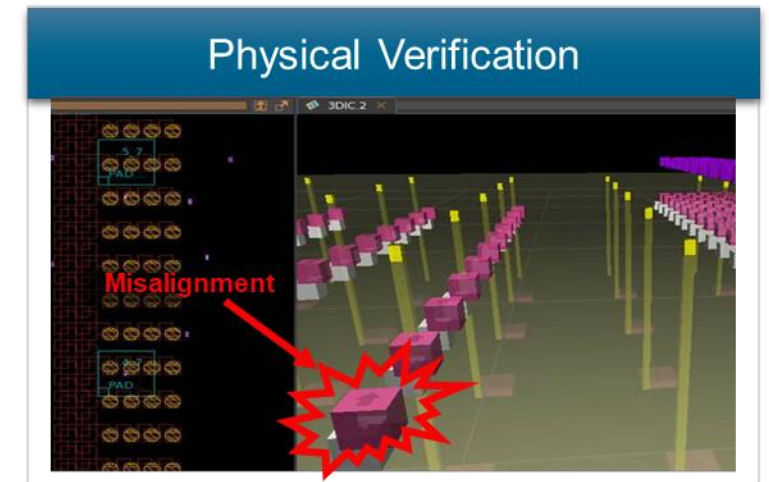 Physical Verification
3DIC.2
5_7
PAD
Misalignment
PAD